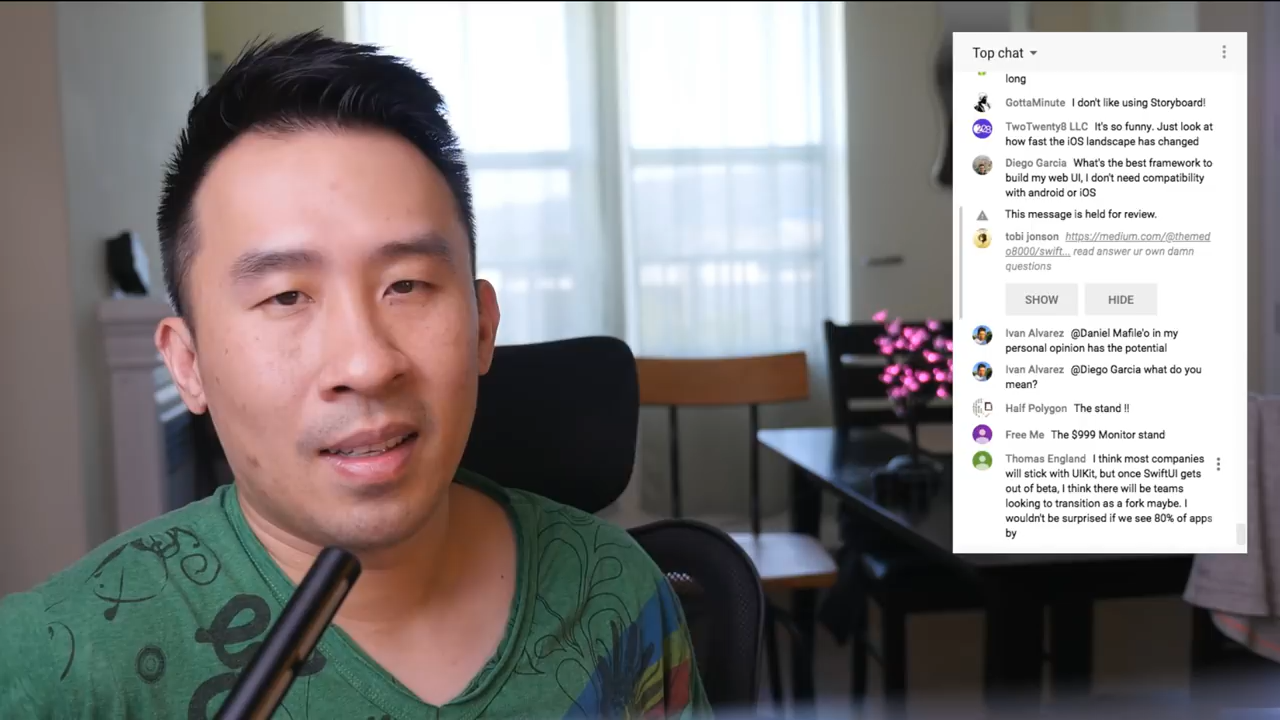 Top chat
long
GottaMinute I don't like using Storyboard!
TwoTwenty8 LLC It's so funny. Just look at
how fast the iOS landscape has changed
Diego Garcia What's the best framework to
build my web UI, I don't need compatibility
with android or iOS
This message is held for review.
tobi jonson https://medium.com/@themed
o8000/swift... read answer ur own damn
questions
SHOW HIDE
Ivan Alvarez @Daniel Mafile'o in my
personal opinion has the potential
Ivan Alvarez @Diego Garcia what do you
mean?
Half Polygon The stand !!
Free Me The $999 Monitor stand
Thomas England I think most companies
will stick with UIKit, but once SwiftUI gets
out of beta, I think there will be teams
looking to transition as a fork maybe. I
wouldn't be surprised if we see 80% of apps
by